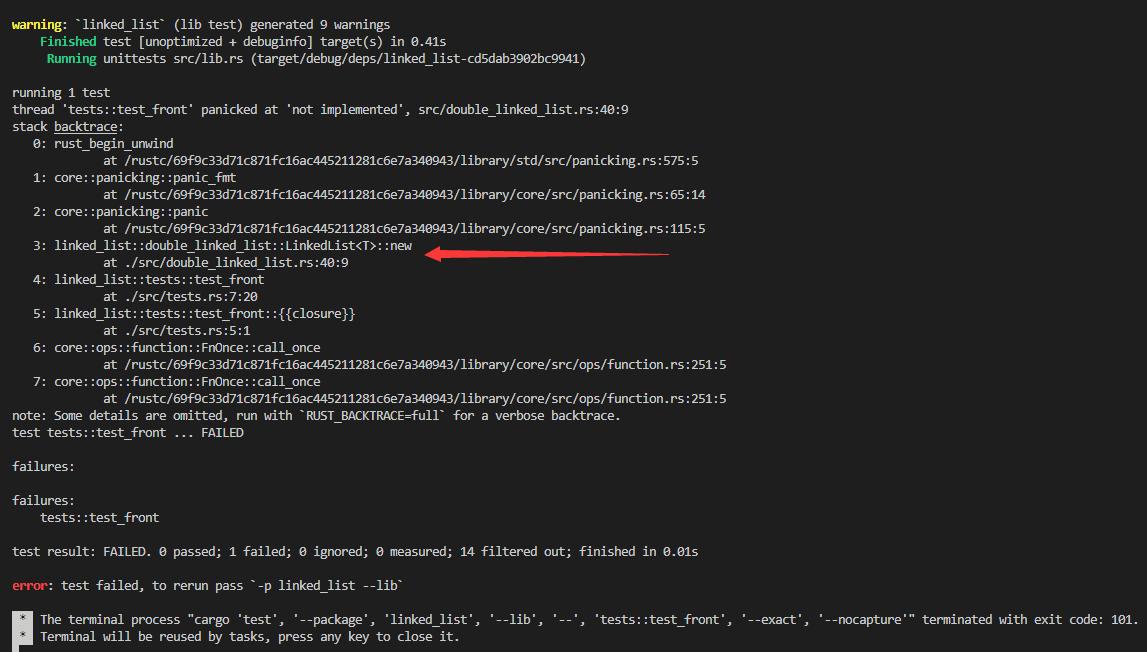 warning: `linked_list` (lib test) generated 9 warnings
Finished test [unoptimized + debuginfo] target(s) in 0.41s
Running unittests src/lib.rs (target/debug/deps/linked_list-cd5dab3902bc9941)
running 1 test
thread 'tests::test_front' panicked at 'not implemented', src/double_linked_list.rs:40:9
stack backtrace:
0: rust_begin_unwind
at /rustc/69f9c33d71c871fc16ac445211281c6e7a340943/library/std/src/panicking.rs:575:5
1: core::panicking::panic_fmt
at /rustc/69f9c33d71c871fc16ac445211281c6e7a340943/library/core/src/panicking.rs:65:14
2: core::panicking::panic
at /rustc/69f9c33d71c871fc16ac445211281c6e7a340943/library/core/src/panicking.rs:115:5
3: linked_list::double_linked_list::LinkedList<T>::new
at ./src/double_linked_list.rs:40:9
4: linked_list::tests::test_front
at ./src/tests.rs:7:20
5: linked_list::tests::test_front::{{closure}}
at ./src/tests.rs:5:1
6: core::ops::function::FnOnce::call_once
at /rustc/69f9c33d71c871fc16ac445211281c6e7a340943/library/core/src/ops/function.rs:251:5
7: core::ops::function::FnOnce::call_once
at /rustc/69f9c33d71c871fc16ac445211281c6e7a340943/library/core/src/ops/function.rs:251:5
note: Some details are omitted, run with `RUST_BACKTRACE=full` for a verbose backtrace.
test tests::test_front ... FAILED
failures:
failures:
tests::test_front
test result: FAILED. 0 passed; 1 failed; 0 ignored; 0 measured; 14 filtered out; finished in 0.01s
error: test failed, to rerun pass `-p linked_list --lib`
* The terminal process "cargo 'test', '--package', 'linked_list', '--lib', '--', 'tests::test_front', '--exact', '--nocapture'" terminated with exit code: 101.
* Terminal will be reused by tasks, press any key to close it.